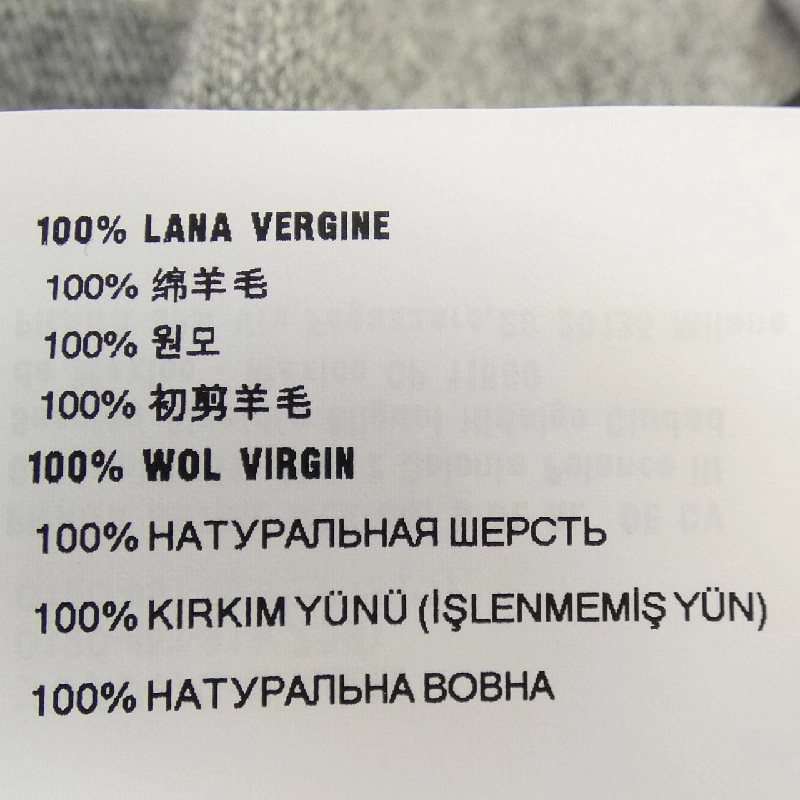 100% LANA VERGINE
100% 绵羊毛
100% 원모
100% 初剪羊毛
100% WOL VIRGIN
100% НАТУРАЛЬНАЯ ШЕРСТЬ
100% KIRKIM YÜNÜ (İŞLENMEMİŞ YÜN)
100% НАТУРАЛЬНА ВОВНА